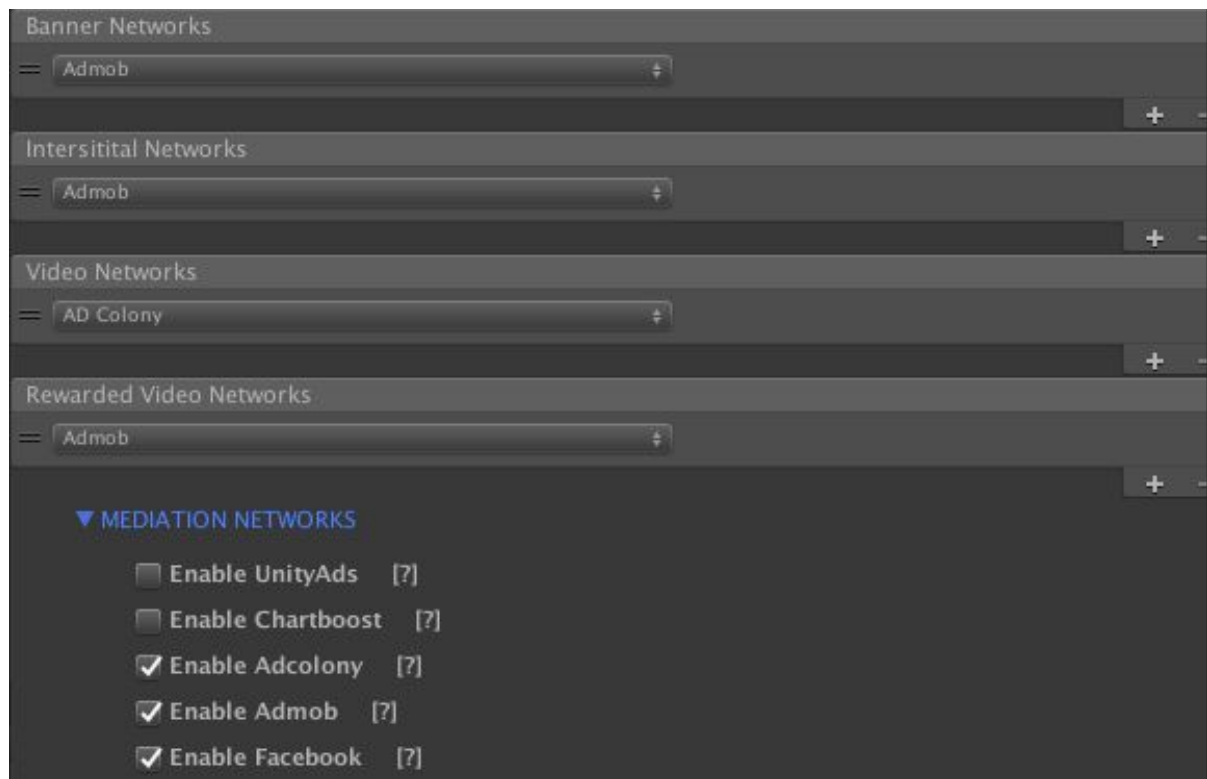 Banner Networks
Admob
+ -
Intersitital Networks
Admob
+ -
Video Networks
AD Colony
+ -
Rewarded Video Networks
Admob
+ -
MEDIATION NETWORKS
Enable UnityAds [?]
Enable Chartboost [?]
Enable Adcolony [?]
Enable Admob [?]
Enable Facebook [?]